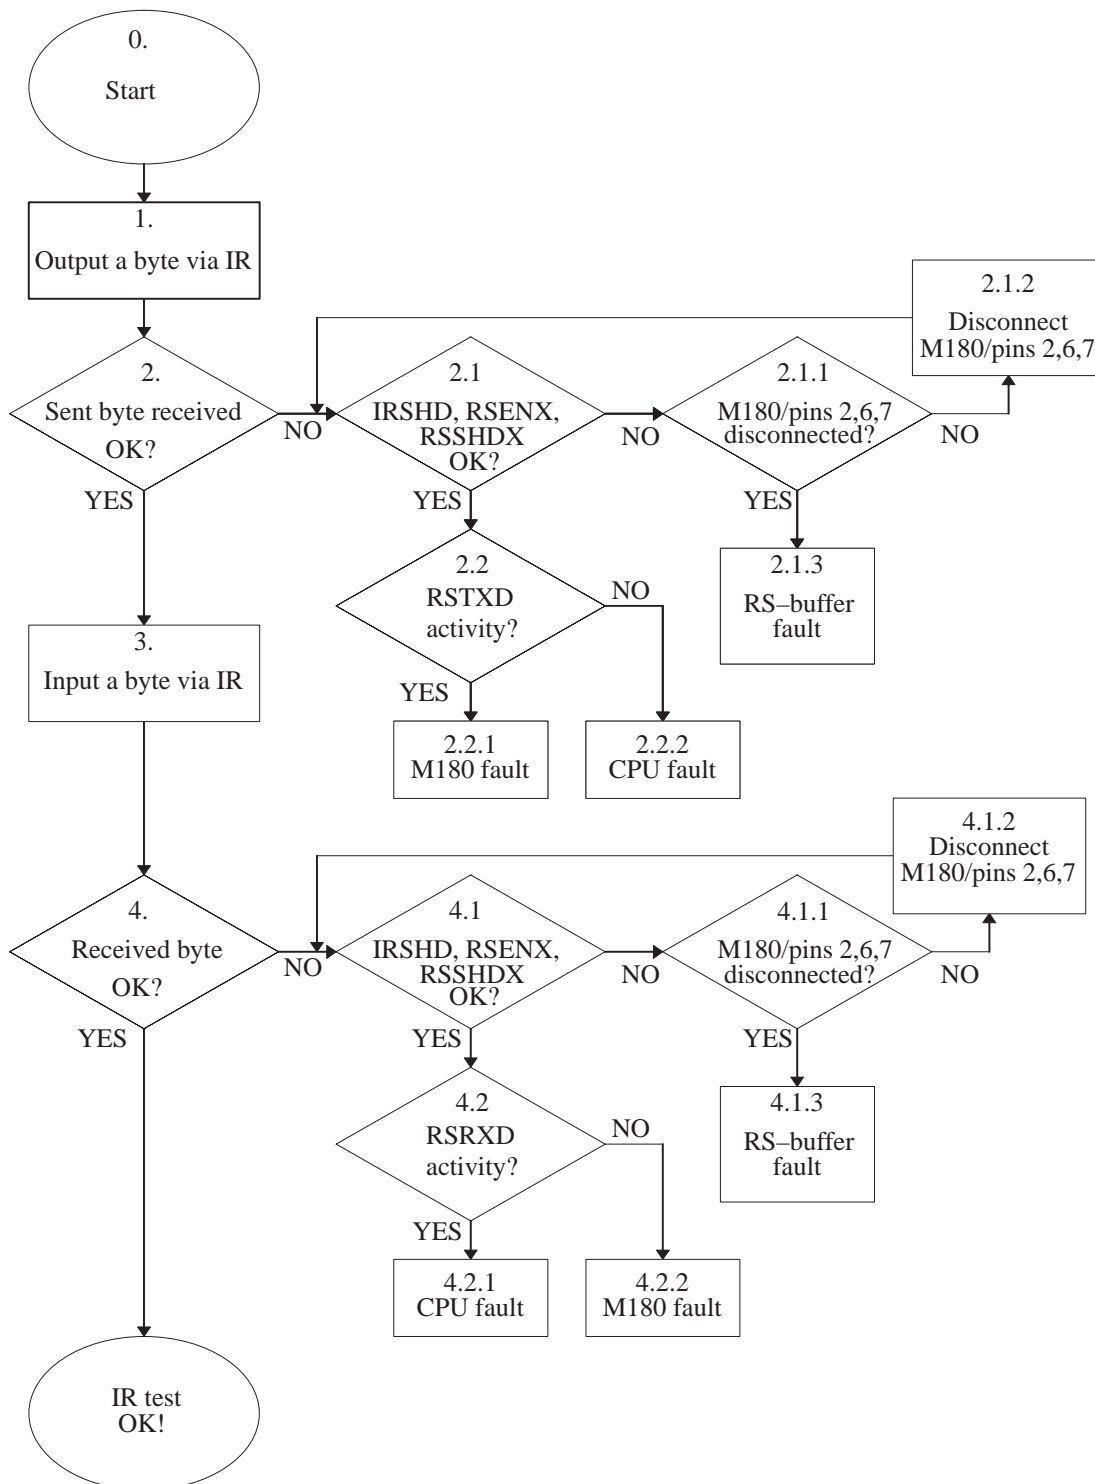 0.
Start
1.
Output a byte via IR
2.1.2
Disconnect
M180/pins 2,6,7
2.
Sent byte received
OK?
NO
YES
2.1
IRSHD, RSENX,
RSSHDX
OK?
NO
YES
2.1.1
M180/pins 2,6,7
disconnected?
NO
YES
2.2
RSTXD
activity?
NO
YES
2.1.3
RS–buffer
fault
3.
Input a byte via IR
2.2.1
M180 fault
2.2.2
CPU fault
4.1.2
Disconnect
M180/pins 2,6,7
4.
Received byte
OK?
NO
YES
4.1
IRSHD, RSENX,
RSSHDX
OK?
NO
YES
4.1.1
M180/pins 2,6,7
disconnected?
NO
YES
4.2
RSRXD
activity?
NO
YES
4.1.3
RS–buffer
fault
4.2.1
CPU fault
4.2.2
M180 fault
IR test
OK!